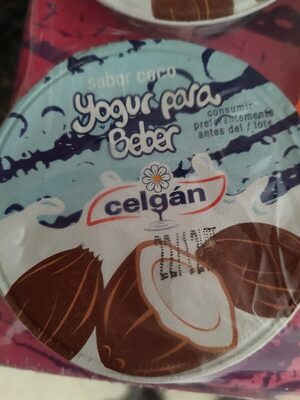 sabor coco
Yogur para
Beber
consumir
preferentemente
antes del / lote
celgán